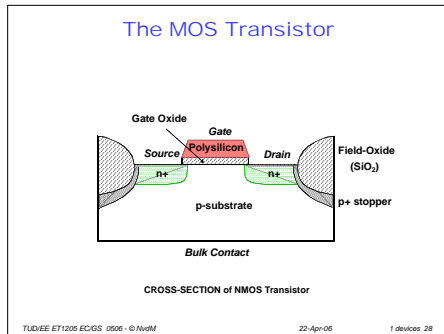 The MOS Transistor
Gate Oxide
Gate
Polysilicon
Source
Drain
Field-Oxide
(SiO2)
n+
n+
p-substrate
p+ stopper
Bulk Contact
CROSS-SECTION of NMOS Transistor
TUD/EE ET1205 EC/GS 0506 - © NvdM
22-Apr-06
1 devices 28